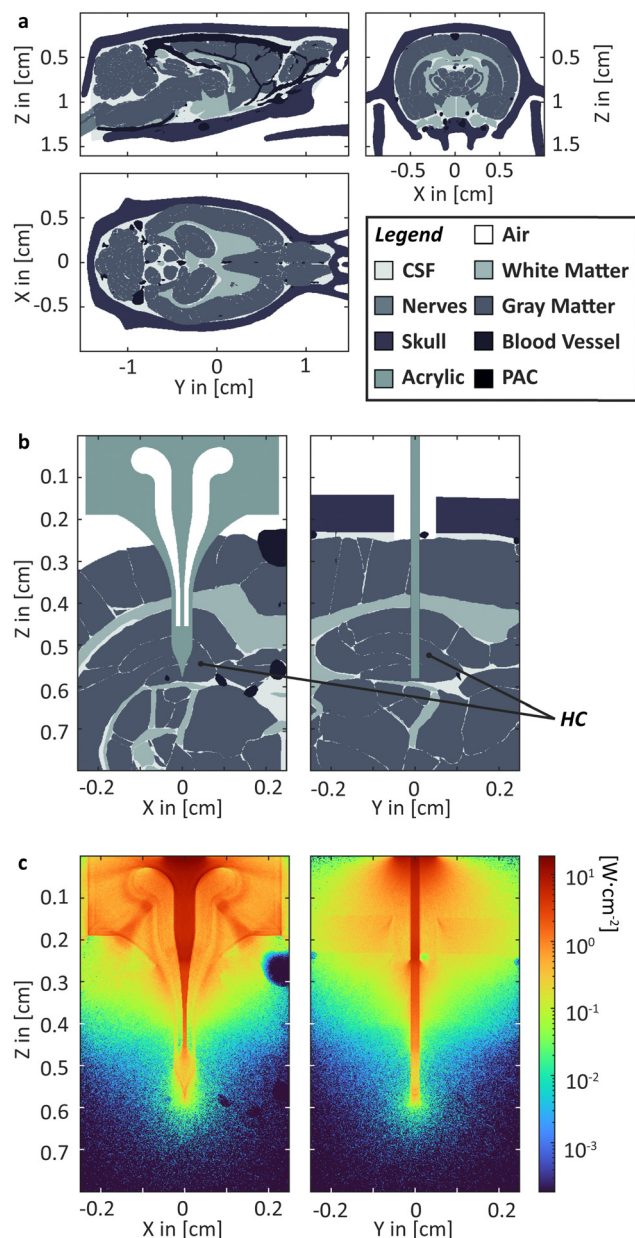 a
Z in [cm]
0.5
1
1.5
0.5
1
1.5
Z in [cm]
-0.5 0 0.5
X in [cm]
X in [cm]
0.5
0
-0.5
-1 0 1
Y in [cm]
Legend
Air
CSF
White Matter
Nerves
Gray Matter
Skull
Blood Vessel
Acrylic
PAC
b
Z in [cm]
0.1
0.2
0.3
0.4
0.5
0.6
0.7
HC
-0.2 0 0.2
X in [cm]
-0.2 0 0.2
Y in [cm]
c
Z in [cm]
0.1
0.2
0.3
0.4
0.5
0.6
0.7
-0.2 0 0.2
X in [cm]
-0.2 0 0.2
Y in [cm]
[W·cm⁻²]
10¹
10⁰
10⁻¹
10⁻²
10⁻³